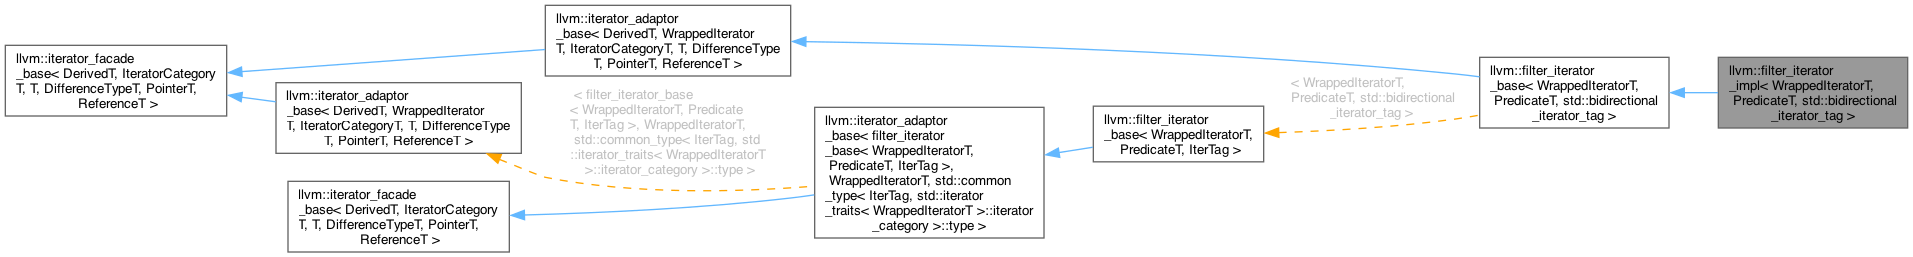 llvm::iterator_facade
_base< DerivedT, IteratorCategory
T, T, DifferenceTypeT, PointerT,
ReferenceT >
llvm::iterator_adaptor
_base< DerivedT, WrappedIterator
T, IteratorCategoryT, T, DifferenceType
T, PointerT, ReferenceT >
llvm::iterator_adaptor
_base< DerivedT, WrappedIterator
T, IteratorCategoryT, T, DifferenceType
T, PointerT, ReferenceT >
llvm::iterator_facade
_base< DerivedT, IteratorCategory
T, T, DifferenceTypeT, PointerT,
ReferenceT >
< filter_iterator_base
< WrappedIteratorT, Predicate
T, IterTag >, WrappedIteratorT,
std::common_type< IterTag, std
::iterator_traits< WrappedIteratorT
>::iterator_category >::type >
llvm::iterator_adaptor
_base< filter_iterator
_base< WrappedIteratorT,
PredicateT, IterTag >,
WrappedIteratorT, std::common
_type< IterTag, std::iterator
_traits< WrappedIteratorT >::iterator
_category >::type >
llvm::filter_iterator
_base< WrappedIteratorT,
PredicateT, IterTag >
< WrappedIteratorT,
PredicateT, std::bidirectional
_iterator_tag >
llvm::filter_iterator
_base< WrappedIteratorT,
PredicateT, std::bidirectional
_iterator_tag >
llvm::filter_iterator
_impl< WrappedIteratorT,
PredicateT, std::bidirectional
_iterator_tag >